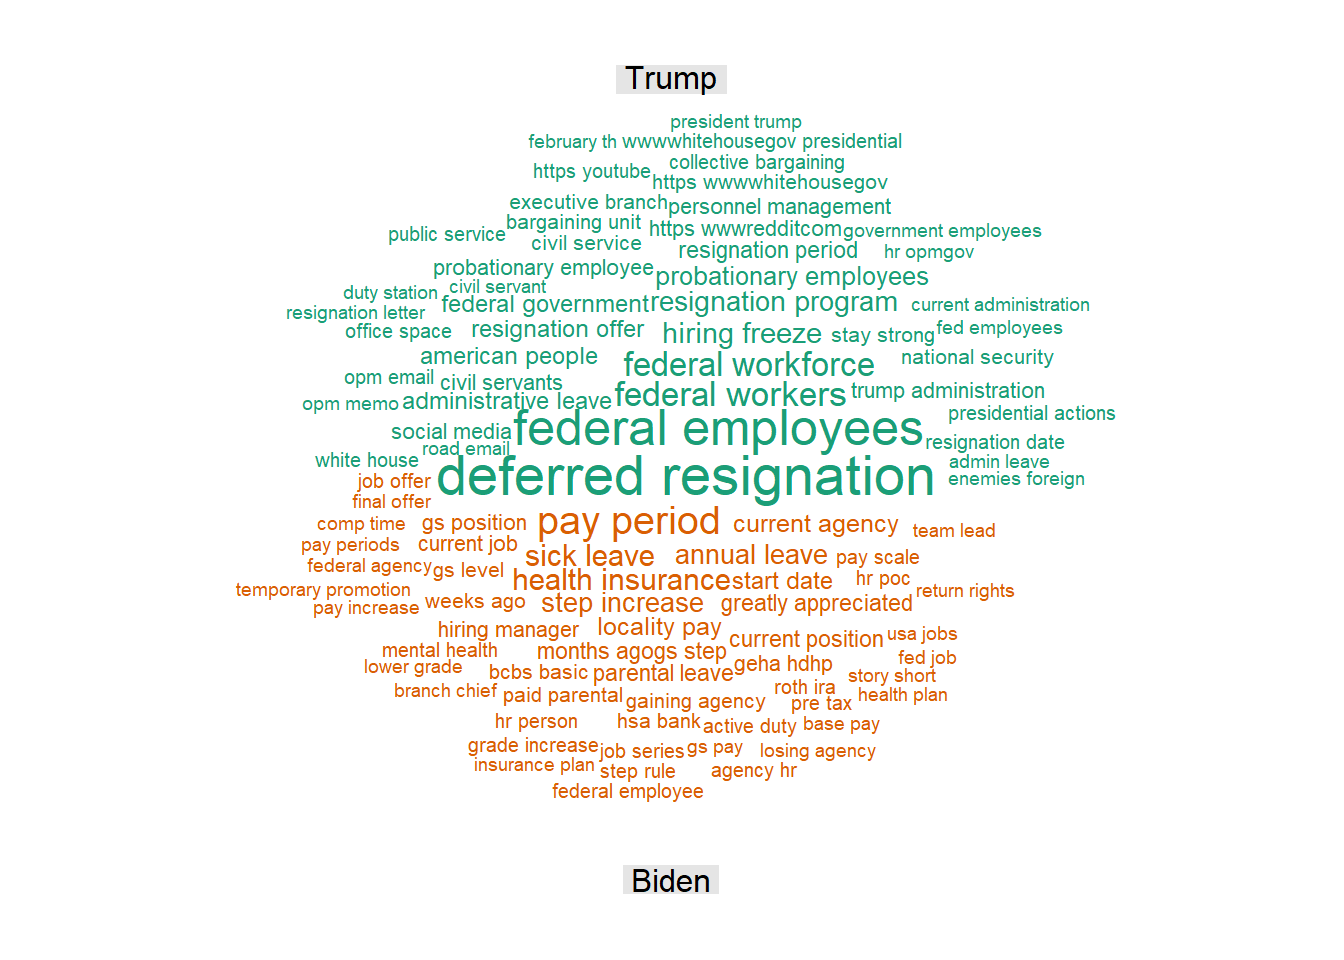 Trump
president trump
february th wwwwhitehousegov presidential
https youtube collective bargaining
https wwwwhitehousegov
executive branch personnel management
bargaining unit https wwwredditcom government employees
public service civil service resignation period hr opmgov
probationary employee probationary employees
duty station civil servant federal government resignation program current administration
resignation letter
office space resignation offer hiring freeze stay strong fed employees
american people federal workforce national security
opm email civil servants federal workers trump administration
opm memo administrative leave presidential actions
social media federal employees resignation date
road email
white house deferred resignation admin leave
enemies foreign
job offer
final offer
comp time gs position pay period current agency team lead
pay periods current job sick leave annual leave pay scale
federal agency gs level health insurance start date hr poc
temporary promotion return rights
pay increase weeks ago step increase greatly appreciated
hiring manager locality pay current position usa jobs
mental health months ago gs step fed job
lower grade bcbs basic parental leave geha hdhp story short
branch chief paid parental gaining agency roth ira pre tax health plan
hr person hsa bank active duty base pay
grade increase job series gs pay losing agency
insurance plan step rule agency hr
federal employee
Biden